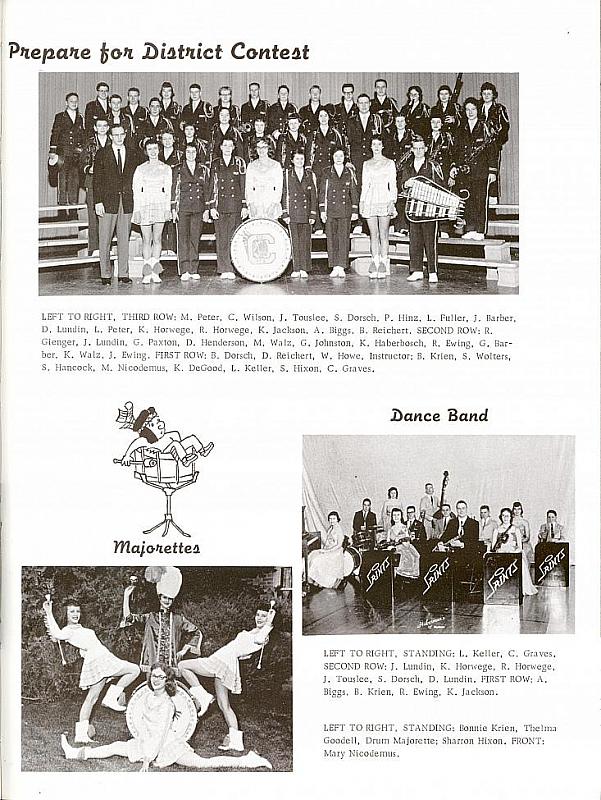 Prepare for District Contest
C
LEFT TO RIGHT, THIRD ROW: M. Peter, C. Wilson, J. Touslee, S. Dorsch, P. Hinz, L. Fuller, J. Barber,
D. Lundin, L. Peter, K. Horwege, R. Horwege, K. Jackson, A. Biggs, B. Reichert. SECOND ROW: R.
Gienger, J. Lundin, G. Paxton, D. Henderson, M. Walz, G. Johnston, K. Haberbosch, R. Ewing, G. Bar-
ber, K. Walz, J. Ewing. FIRST ROW: B. Dorsch, D. Reichert, W. Howe, Instructor; B. Krien, S. Wolters,
S. Hancock, M. Nicodemus, K. DeGood, L. Keller, S. Hixon, C. Graves.
Dance Band
SAINTS SAINTS SAINTS SAINTS
Majorettes
LEFT TO RIGHT, STANDING: L. Keller, C. Graves.
SECOND ROW: J. Lundin, K. Horwege, R. Horwege,
J. Touslee, S. Dorsch, D. Lundin. FIRST ROW: A.
Biggs, B. Krien, R. Ewing, K. Jackson.
LEFT TO RIGHT, STANDING: Bonnie Krien, Thelma
Goodell, Drum Majorette; Sharron Hixon. FRONT:
Mary Nicodemus.